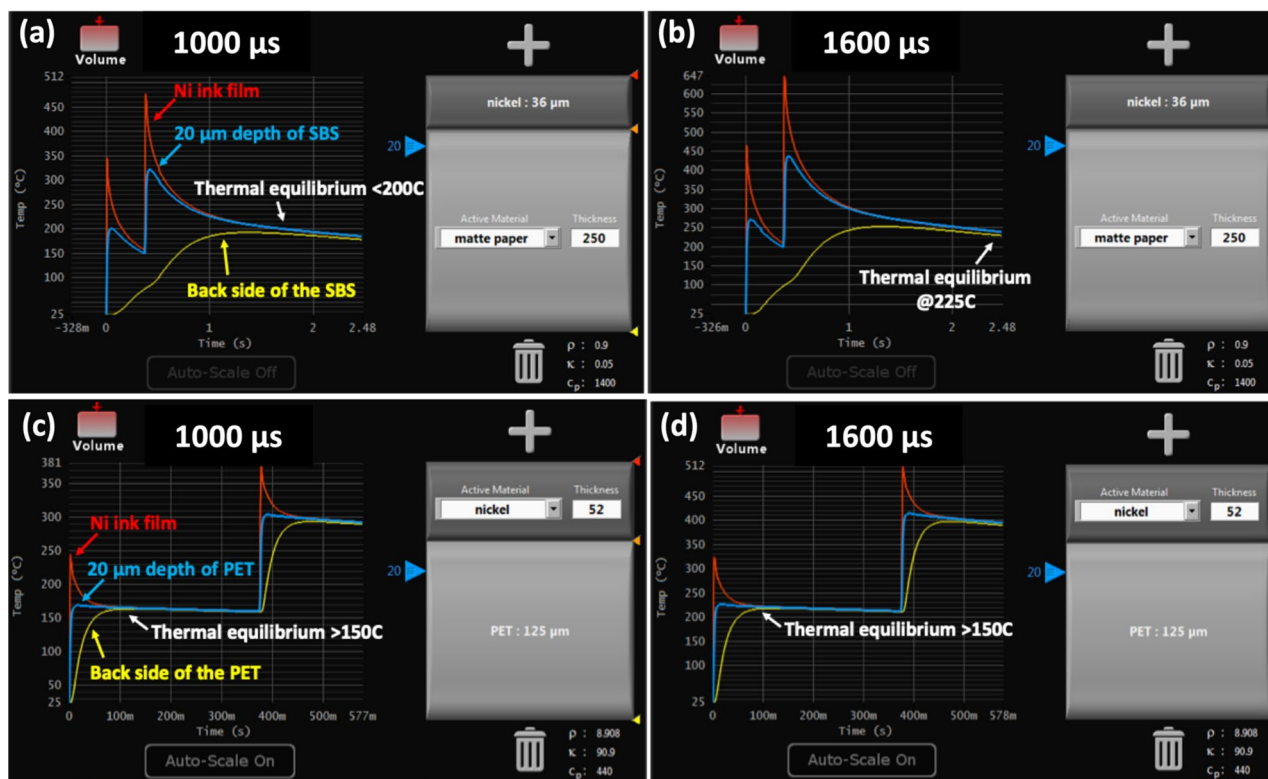 (a)
Volume
1000 μs
512
450
400
350
300
250
200
150
100
25
Temp (°C)
Ni ink film
20 μm depth of SBS
Thermal equilibrium <200C
Back side of the SBS
-328m 0 1 2 2.48
Time (s)
Auto-Scale Off
nickel : 36 μm
20
Active Material Thickness
matte paper 250
ρ : 0.9
κ : 0.05
cp: 1400
(b)
Volume
1600 μs
647
600
550
500
450
400
350
300
250
200
150
100
25
Temp (°C)
Thermal equilibrium
@225C
-326m 0 1 2 2.48
Time (s)
Auto-Scale Off
nickel : 36 μm
20
Active Material Thickness
matte paper 250
ρ : 0.9
κ : 0.05
cp: 1400
(c)
Volume
1000 μs
381
350
300
250
200
150
100
50
25
Temp (°C)
Ni ink film
20 μm depth of PET
Thermal equilibrium >150C
Back side of the PET
0 100m 200m 300m 400m 500m 577m
Time (s)
Auto-Scale On
Active Material Thickness
nickel 52
20
PET : 125 μm
ρ : 8.908
κ : 90.9
cp: 440
(d)
Volume
1600 μs
512
450
400
350
300
250
200
150
100
25
Temp (°C)
Thermal equilibrium >150C
0 100m 200m 300m 400m 500m 578m
Time (s)
Auto-Scale On
Active Material Thickness
nickel 52
20
PET : 125 μm
ρ : 8.908
κ : 90.9
cp: 440